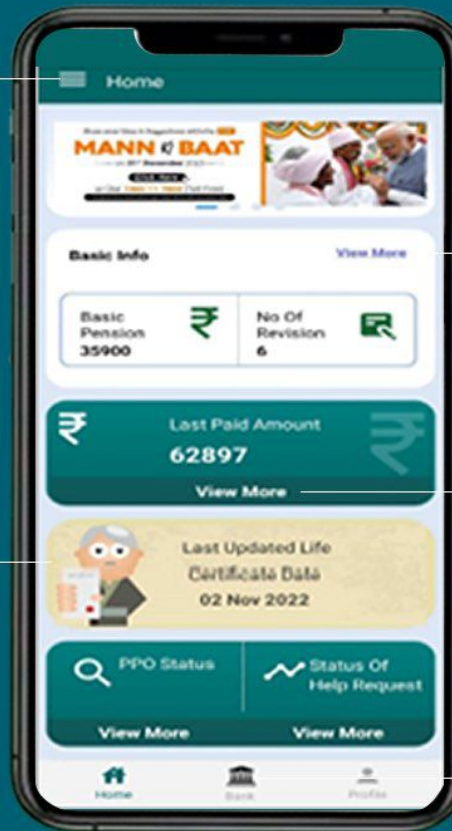 Home
MANN की BAAT
Basic Info
View More
Basic
Pension
35900
₹
No Of
Revision
6
₹
Last Paid Amount
62897
₹
View More
Last Updated Life
Certificate Date
02 Nov 2022
PPO Status
Status Of
Help Request
View More
View More
Home
Bank
Profile